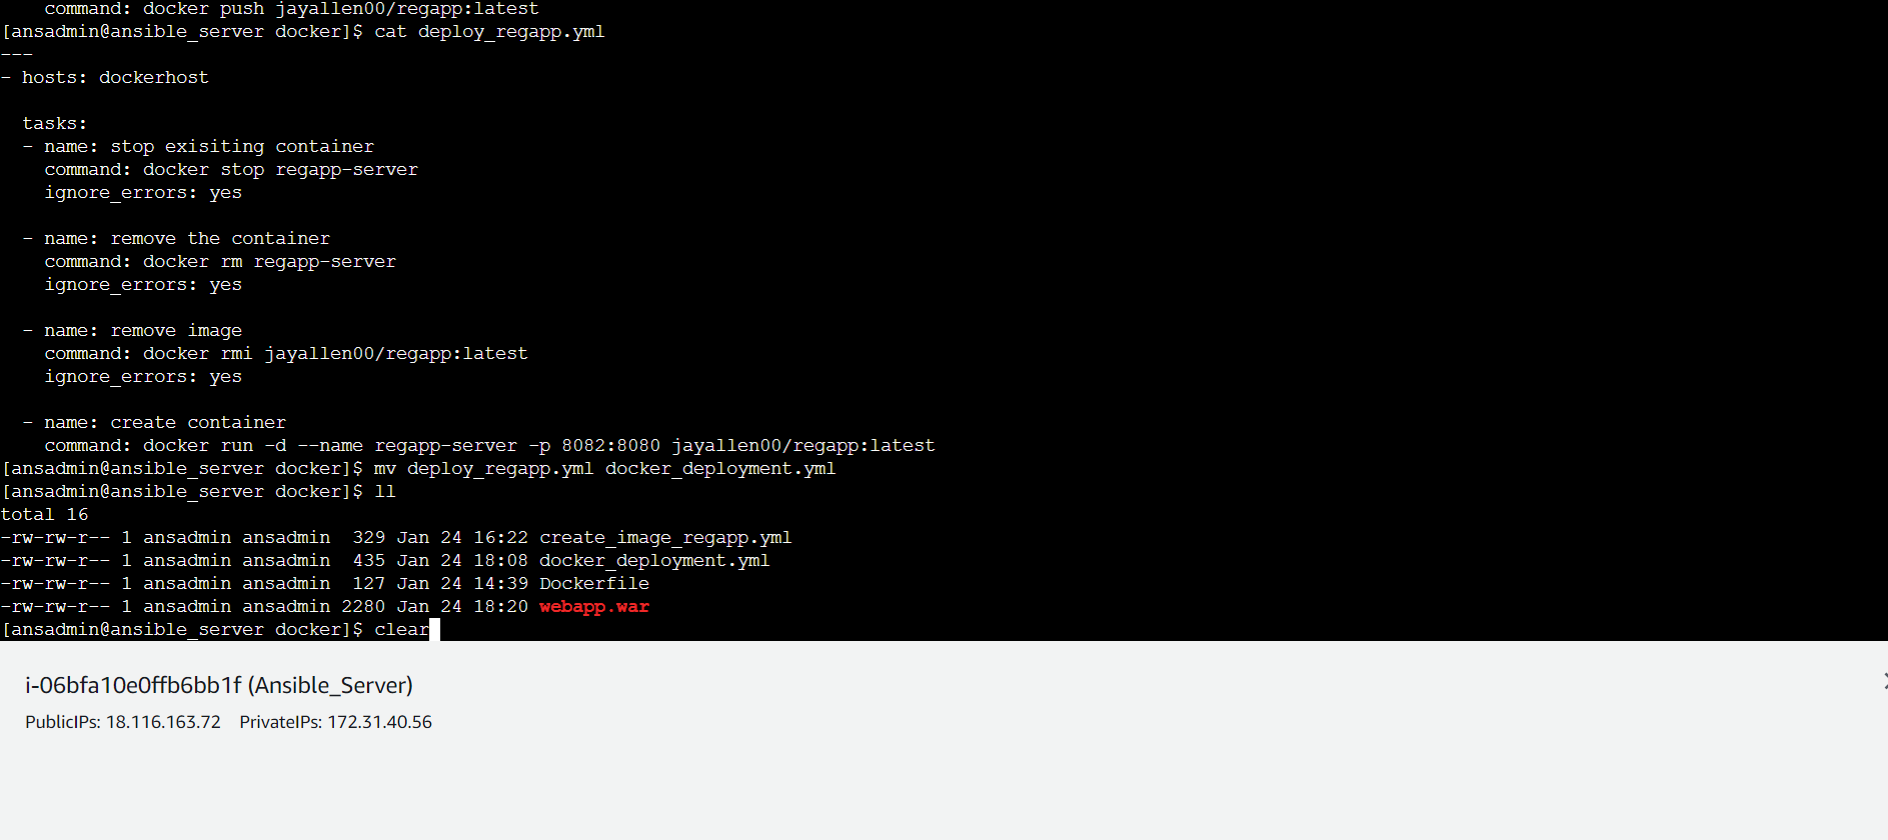 command: docker push jayallen00/regapp:latest
[ansadmin@ansible_server docker]$ cat deploy_regapp.yml
---
- hosts: dockerhost
  tasks:
  - name: stop exisiting container
    command: docker stop regapp-server
    ignore_errors: yes
  - name: remove the container
    command: docker rm regapp-server
    ignore_errors: yes
  - name: remove image
    command: docker rmi jayallen00/regapp:latest
    ignore_errors: yes
  - name: create container
    command: docker run -d --name regapp-server -p 8082:8080 jayallen00/regapp:latest
[ansadmin@ansible_server docker]$ mv deploy_regapp.yml docker_deployment.yml
[ansadmin@ansible_server docker]$ ll
total 16
-rw-rw-r-- 1 ansadmin ansadmin  329 Jan 24 16:22 create_image_regapp.yml
-rw-rw-r-- 1 ansadmin ansadmin  435 Jan 24 18:08 docker_deployment.yml
-rw-rw-r-- 1 ansadmin ansadmin  127 Jan 24 14:39 Dockerfile
-rw-rw-r-- 1 ansadmin ansadmin 2280 Jan 24 18:20 webapp.war
[ansadmin@ansible_server docker]$ clear
i-06bfa10e0ffb6bb1f (Ansible_Server)
PublicIPs: 18.116.163.72    PrivateIPs: 172.31.40.56